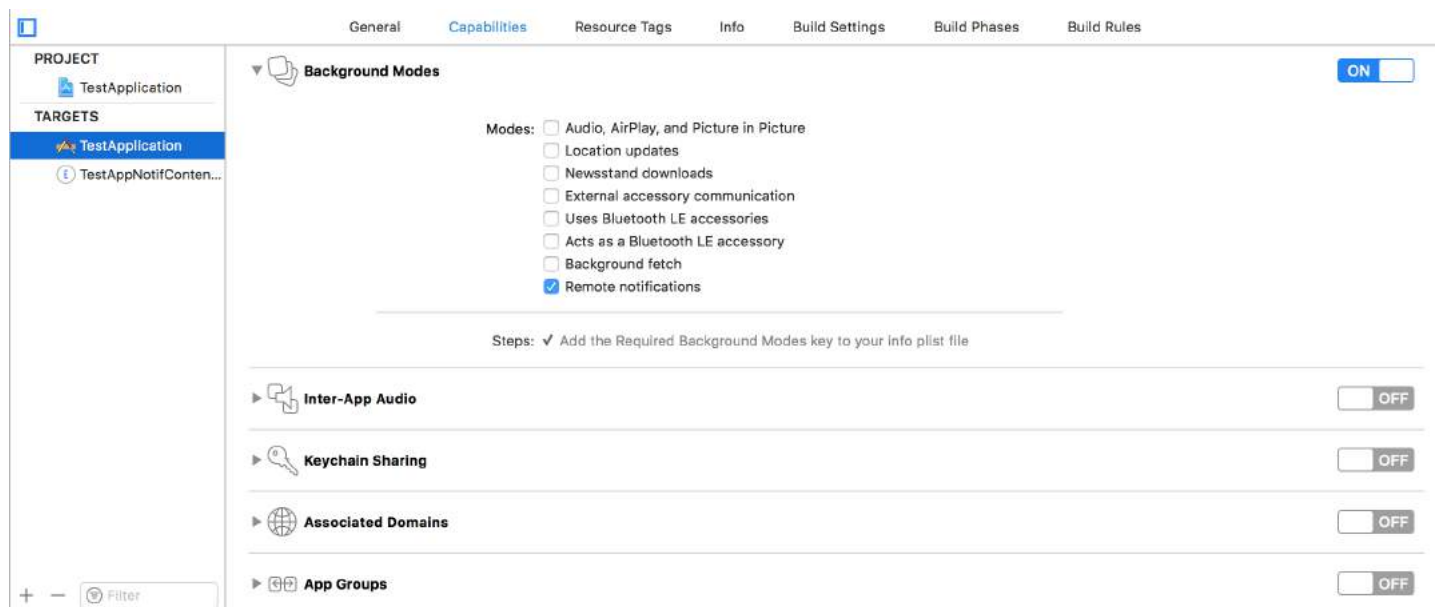 General Capabilities Resource Tags Info Build Settings Build Phases Build Rules
PROJECT
TestApplication
TARGETS
TestApplication
TestAppNotifConten...
Filter
Background Modes ON
Modes: Audio, AirPlay, and Picture in Picture
Location updates
Newsstand downloads
External accessory communication
Uses Bluetooth LE accessories
Acts as a Bluetooth LE accessory
Background fetch
Remote notifications
Steps: ✓ Add the Required Background Modes key to your info plist file
Inter-App Audio OFF
Keychain Sharing OFF
Associated Domains OFF
App Groups OFF